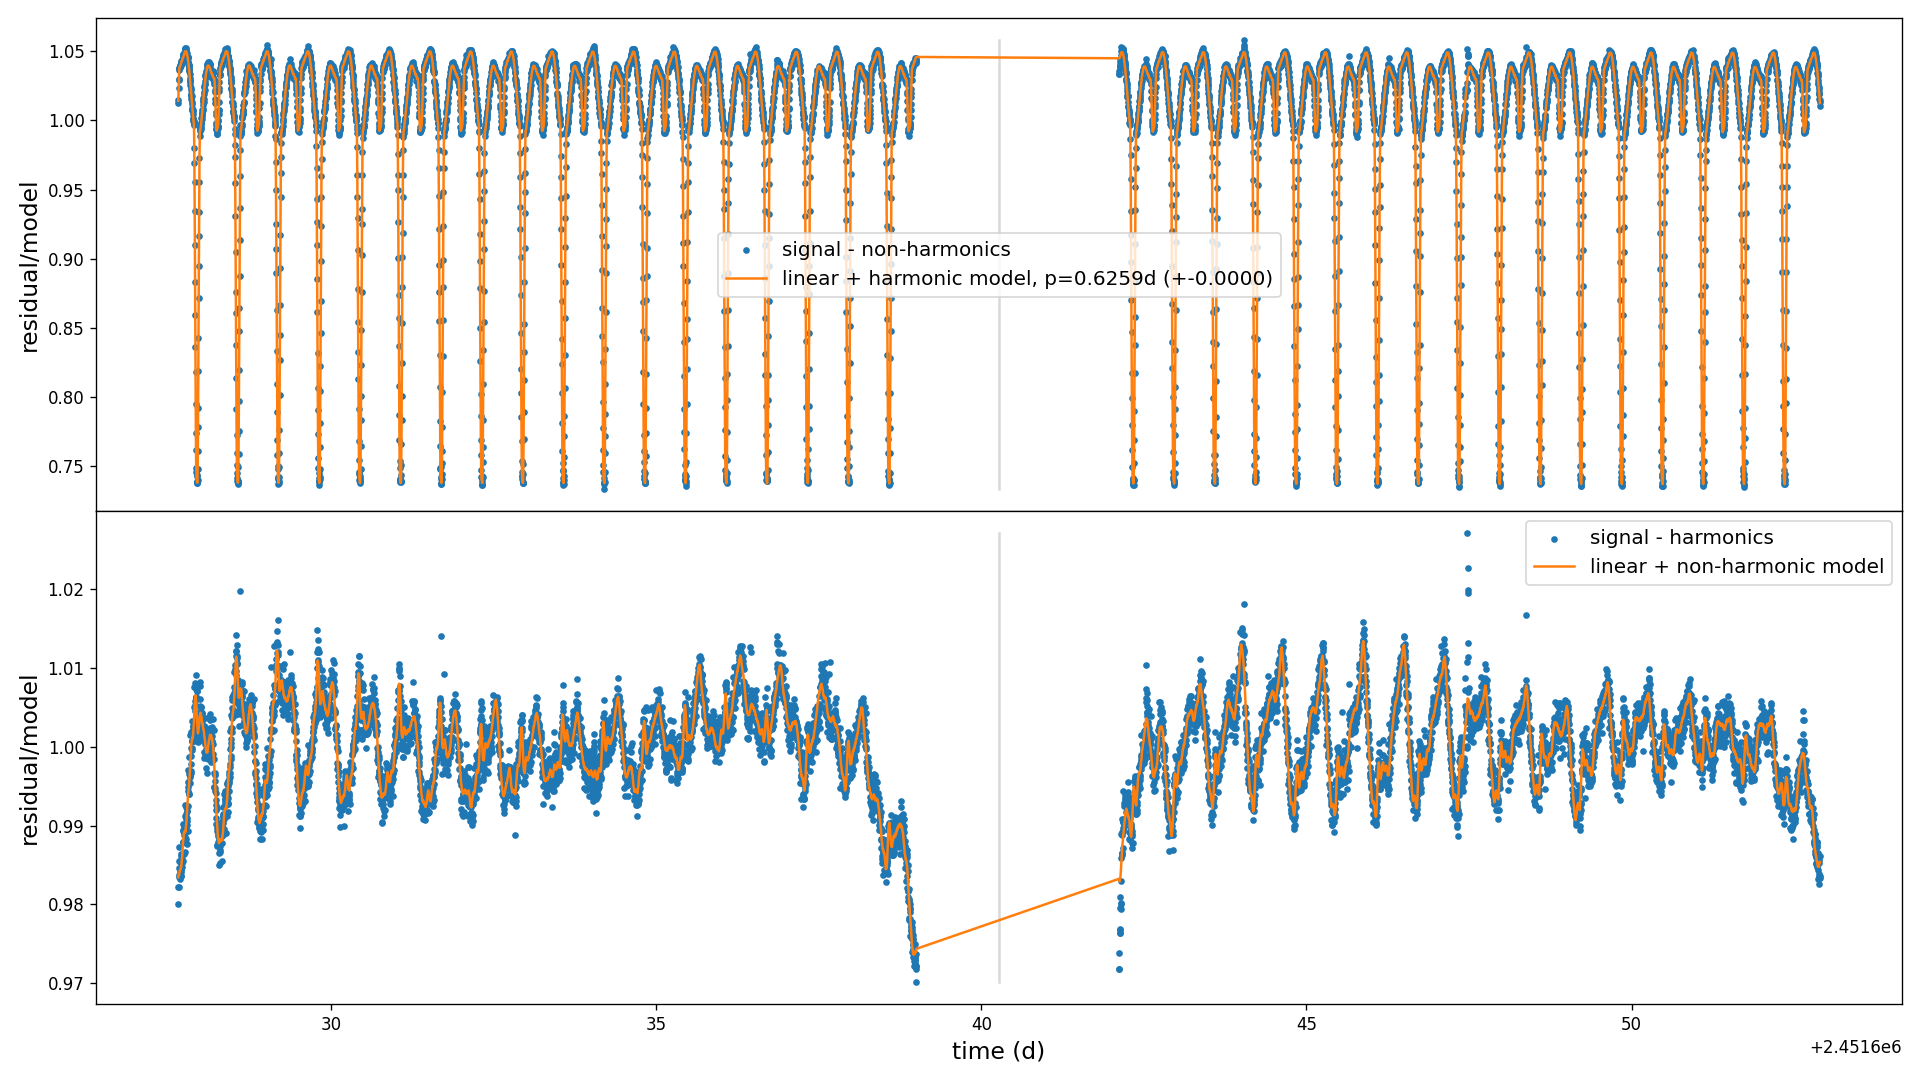 residual/model
1.05
1.00
0.95
0.90
0.85
0.80
0.75
signal - non-harmonics
linear + harmonic model, p=0.6259d (+-0.0000)
residual/model
1.02
1.01
1.00
0.99
0.98
0.97
signal - harmonics
linear + non-harmonic model
30
35
40
45
50
time (d)
+2.4516e6